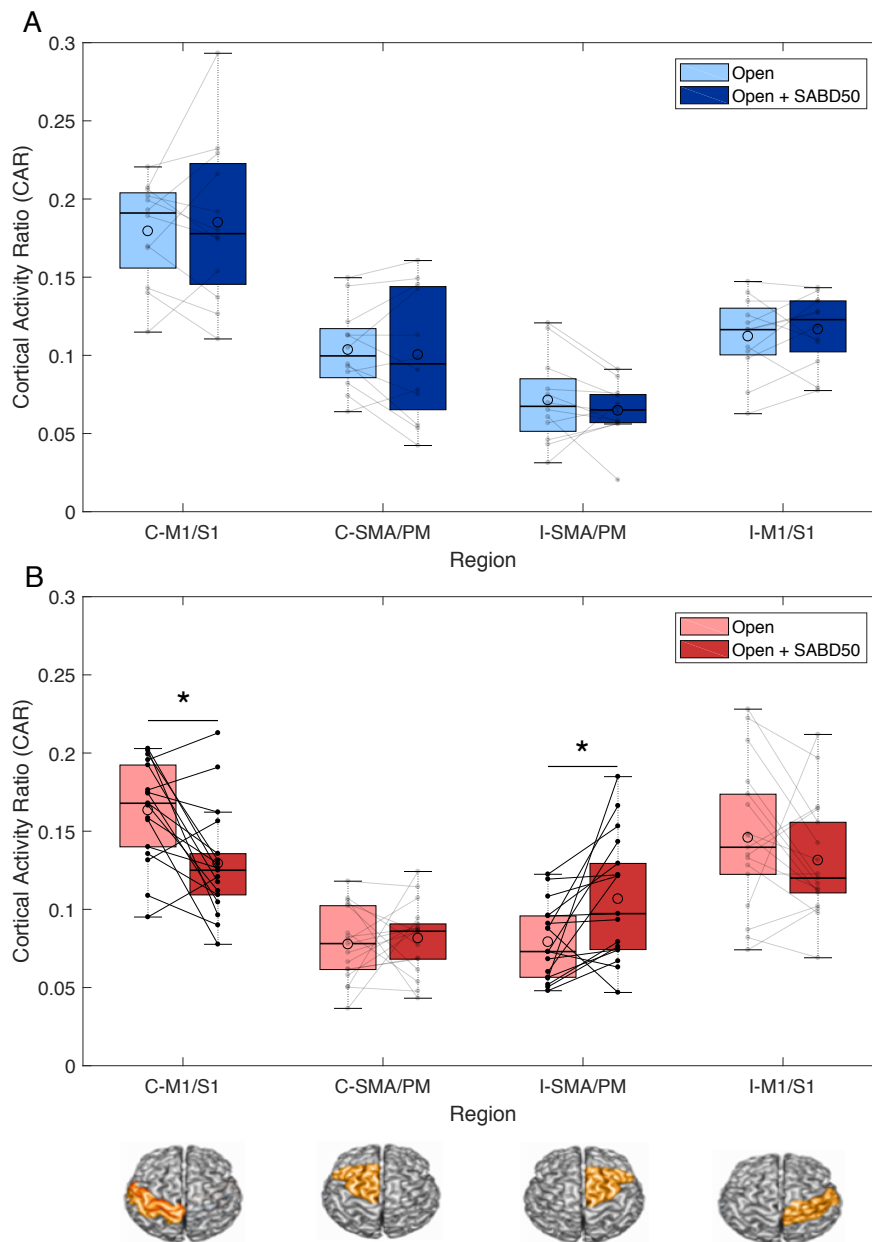 A
0.3
0.25
0.2
0.15
0.1
0.05
0
Cortical Activity Ratio (CAR)
Open
Open + SABD50
C-M1/S1
C-SMA/PM
I-SMA/PM
I-M1/S1
Region
B
0.3
0.25
0.2
0.15
0.1
0.05
0
Cortical Activity Ratio (CAR)
Open
Open + SABD50
*
*
C-M1/S1
C-SMA/PM
I-SMA/PM
I-M1/S1
Region